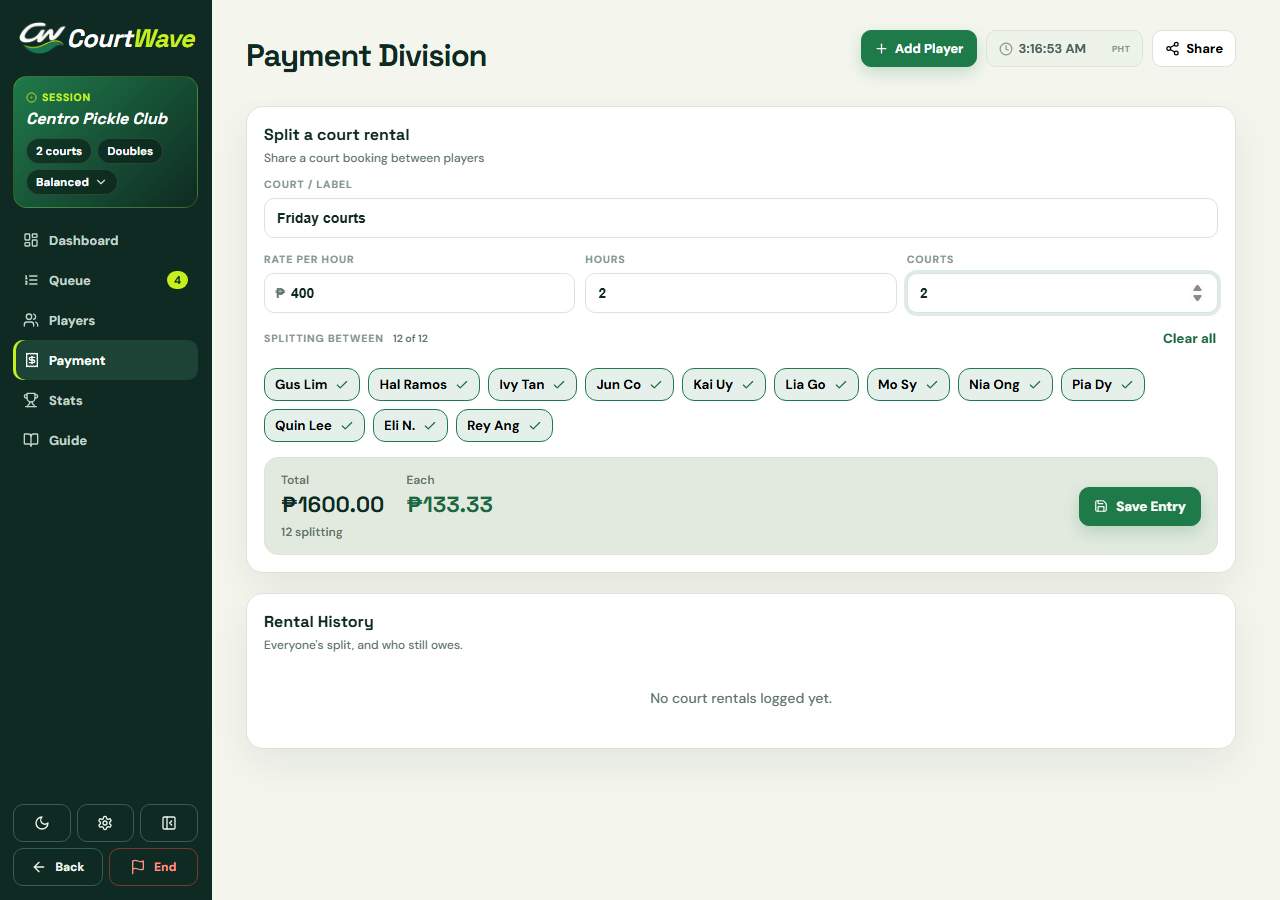 CW CourtWave
SESSION
Centro Pickle Club
2 courts
Doubles
Balanced
Dashboard
Queue
4
Players
Payment
Stats
Guide
Back
End
Payment Division
+ Add Player
3:16:53 AM
PHT
Share
Split a court rental
Share a court booking between players
COURT / LABEL
Friday courts
RATE PER HOUR
HOURS
COURTS
₱ 400
2
2
SPLITTING BETWEEN 12 of 12
Clear all
Gus Lim
Hal Ramos
Ivy Tan
Jun Co
Kai Uy
Lia Go
Mo Sy
Nia Ong
Pia Dy
Quin Lee
Eli N.
Rey Ang
Total
Each
₱1600.00
₱133.33
12 splitting
Save Entry
Rental History
Everyone's split, and who still owes.
No court rentals logged yet.